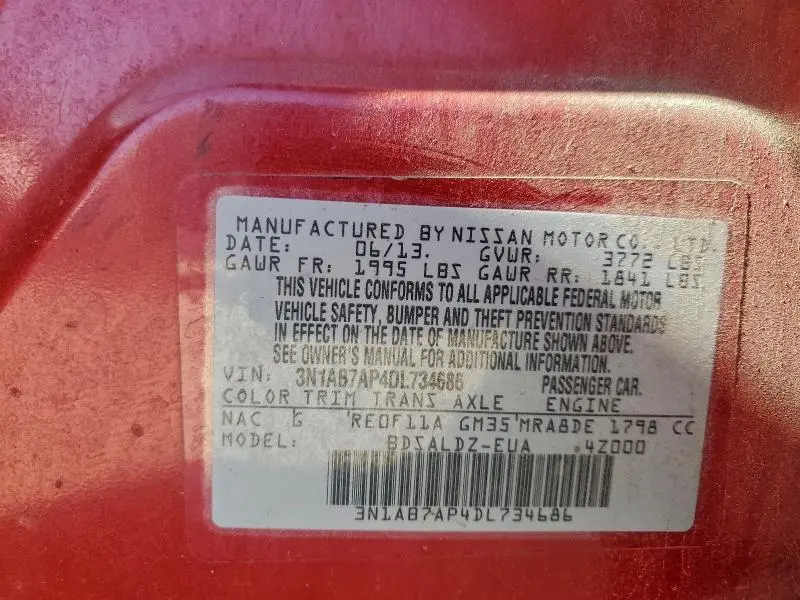 MANUFACTURED BY NISSAN MOTOR CO., LTD.
DATE: 06/13. GVWR: 3772 LBS
GAWR FR: 1995 LBS GAWR RR: 1841 LBS
THIS VEHICLE CONFORMS TO ALL APPLICABLE FEDERAL MOTOR
VEHICLE SAFETY, BUMPER AND THEFT PREVENTION STANDARDS
IN EFFECT ON THE DATE OF MANUFACTURE SHOWN ABOVE.
SEE OWNER'S MANUAL FOR ADDITIONAL INFORMATION.
VIN: 3N1AB7AP4DL734686 PASSENGER CAR.
COLOR TRIM TRANS AXLE ENGINE
NAC G 'RE0F11A GM35'MRA8DE 1798 CC
MODEL: BDSALDZ-EUA 4Z000
3N1AB7AP4DL734686